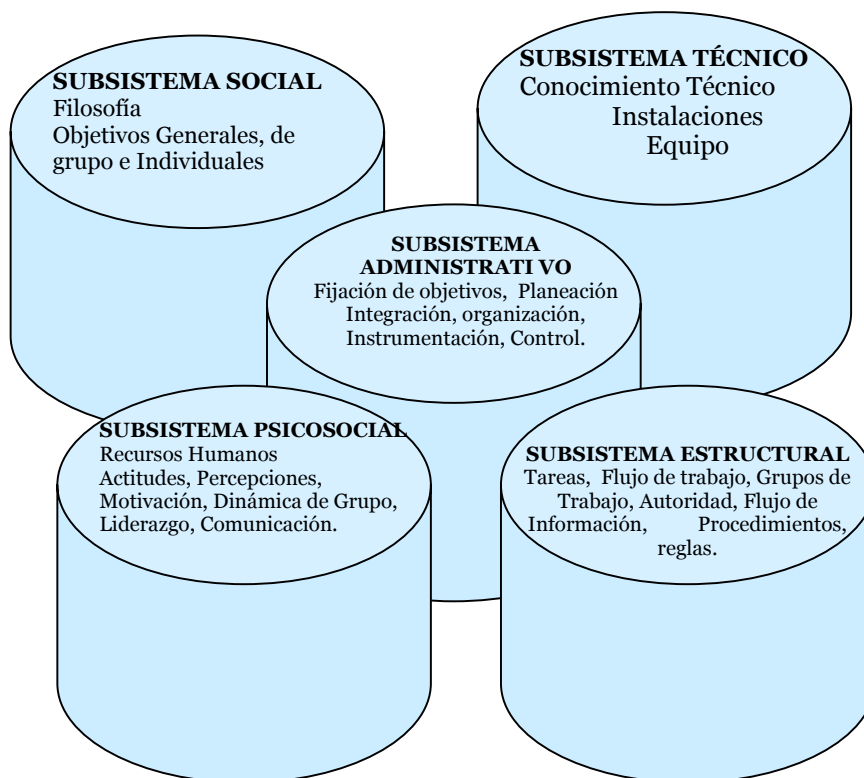 SUBSISTEMA SOCIAL
Filosofía
Objetivos Generales, de
grupo e Individuales
SUBSISTEMA TÉCNICO
Conocimiento Técnico
Instalaciones
Equipo
SUBSISTEMA
ADMINISTRATI VO
Fijación de objetivos, Planeación
Integración, organización,
Instrumentación, Control.
SUBSISTEMA PSICOSOCIAL
Recursos Humanos
Actitudes, Percepciones,
Motivación, Dinámica de Grupo,
Liderazgo, Comunicación.
SUBSISTEMA ESTRUCTURAL
Tareas, Flujo de trabajo, Grupos de
Trabajo, Autoridad, Flujo de
Información, Procedimientos,
reglas.